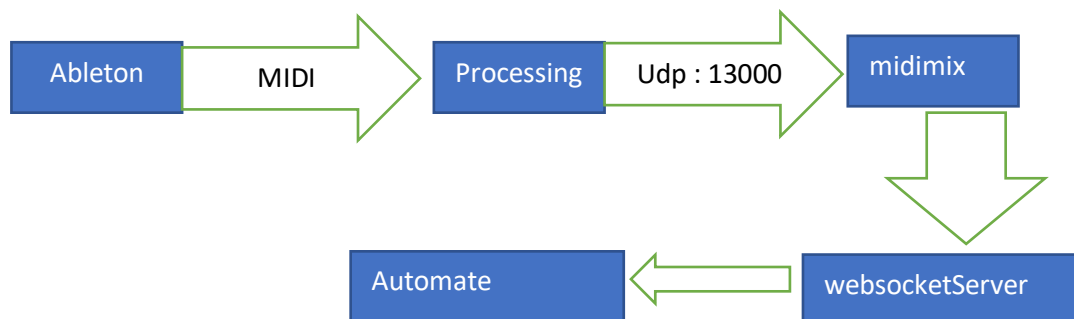 Ableton
MIDI
Processing
Udp : 13000
midimix
Automate
websocketServer